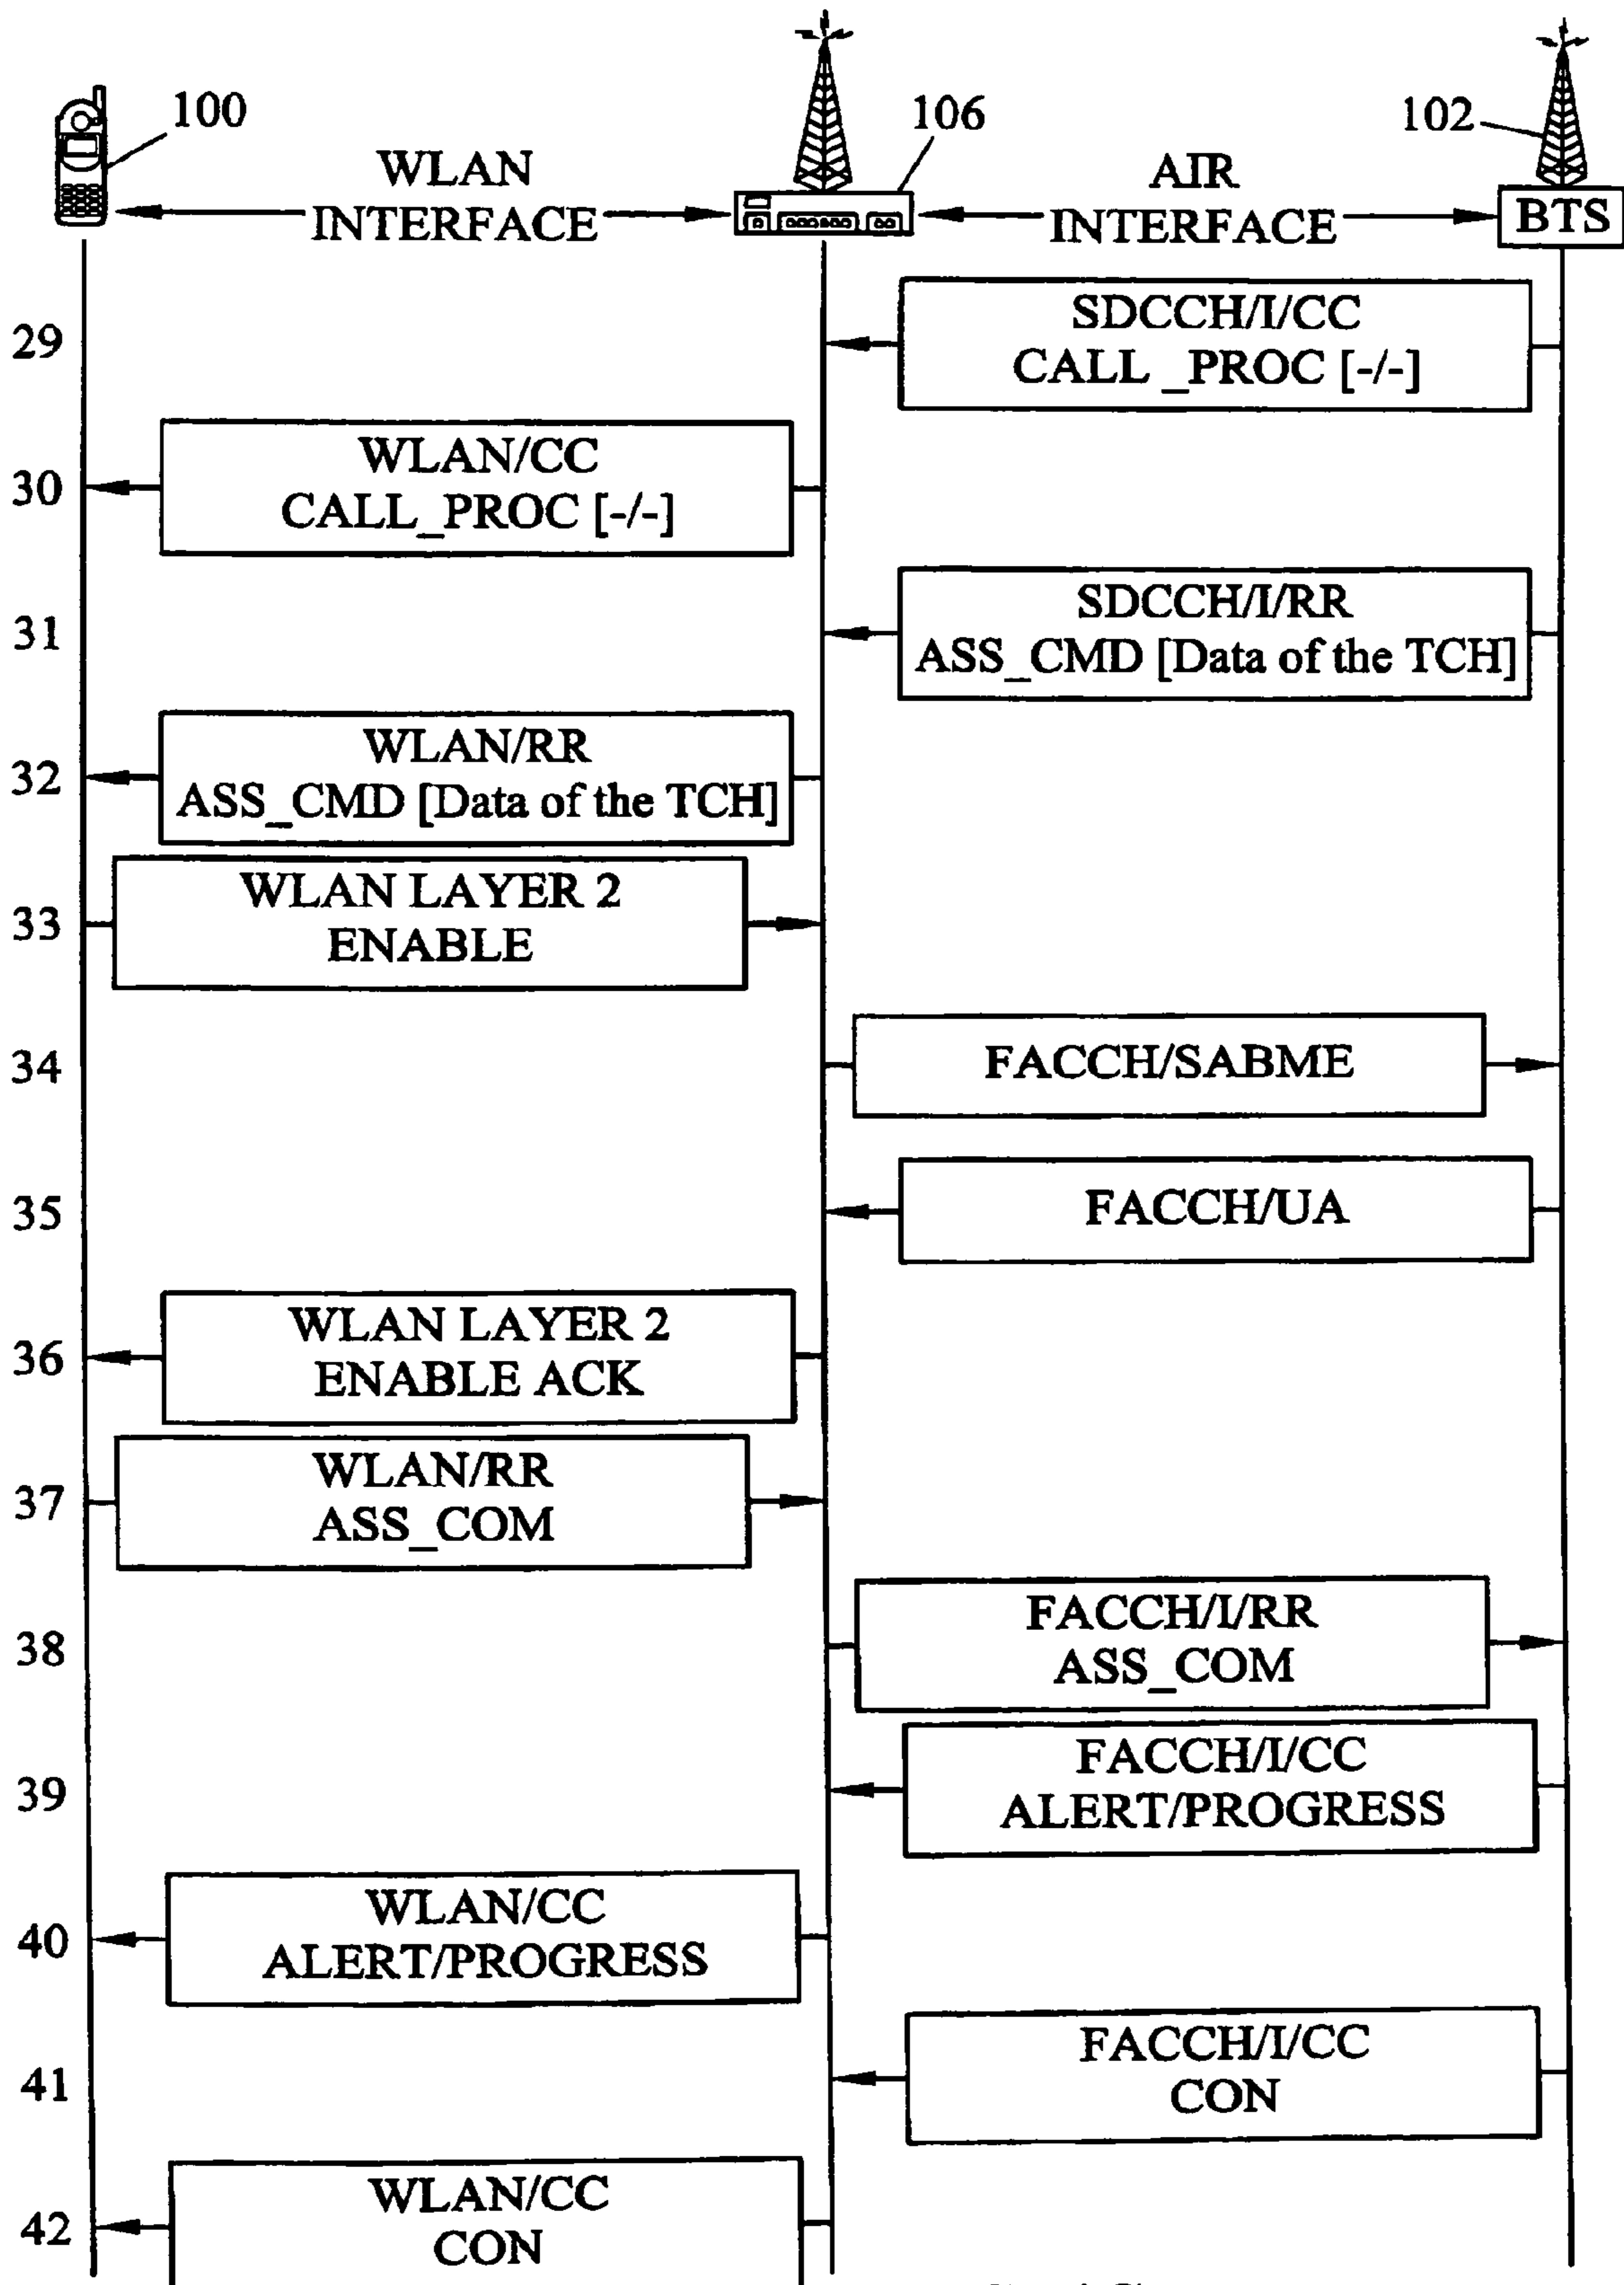 100
106
102
WLAN
INTERFACE
AIR
INTERFACE
BTS
29
SDCCH/I/CC
CALL _PROC [-/-]
30
WLAN/CC
CALL_PROC [-/-]
31
SDCCH/I/RR
ASS_CMD [Data of the TCH]
32
WLAN/RR
ASS_CMD [Data of the TCH]
33
WLAN LAYER 2
ENABLE
34
FACCH/SABME
35
FACCH/UA
36
WLAN LAYER 2
ENABLE ACK
37
WLAN/RR
ASS_COM
38
FACCH/I/RR
ASS_COM
39
FACCH/I/CC
ALERT/PROGRESS
40
WLAN/CC
ALERT/PROGRESS
41
FACCH/I/CC
CON
42
WLAN/CC
CON